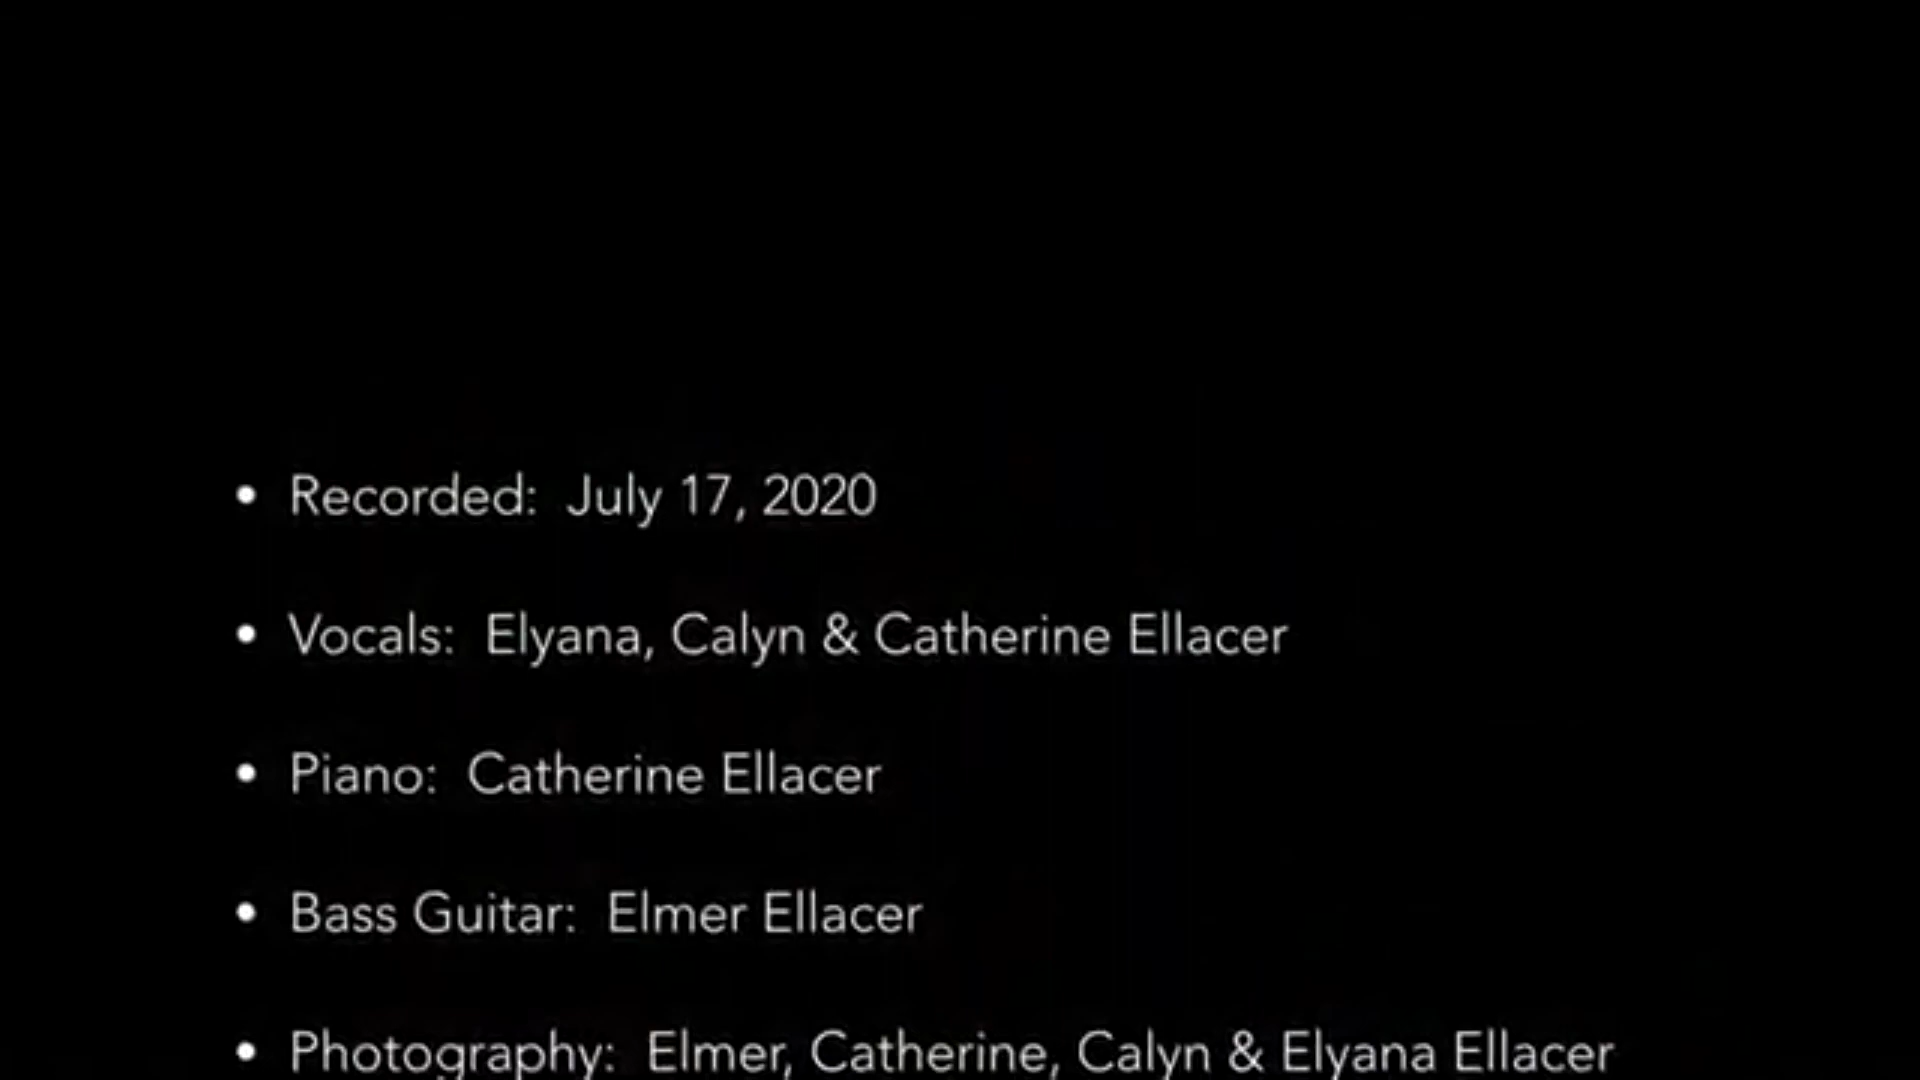 • Recorded:  July 17, 2020
• Vocals:  Elyana, Calyn & Catherine Ellacer
• Piano:  Catherine Ellacer
• Bass Guitar:  Elmer Ellacer
• Photography:  Elmer, Catherine, Calyn & Elyana Ellacer